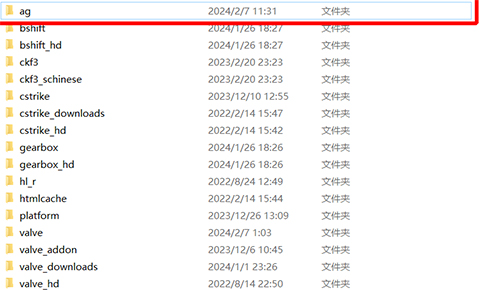 ag 2024/2/7 11:31 文件夹
bshift 2024/1/26 18:27 文件夹
bshift_hd 2024/1/26 18:27 文件夹
ckf3 2023/2/20 23:23 文件夹
ckf3_schinese 2023/2/20 23:23 文件夹
cstrike 2023/12/10 12:55 文件夹
cstrike_downloads 2022/2/14 15:47 文件夹
cstrike_hd 2022/2/14 15:42 文件夹
gearbox 2024/1/26 18:26 文件夹
gearbox_hd 2024/1/26 18:26 文件夹
hl_r 2022/8/24 12:49 文件夹
htmlcache 2022/2/14 15:44 文件夹
platform 2023/12/26 13:09 文件夹
valve 2024/2/7 1:03 文件夹
valve_addon 2023/12/6 10:45 文件夹
valve_downloads 2024/1/1 23:26 文件夹
valve_hd 2022/8/14 22:50 文件夹